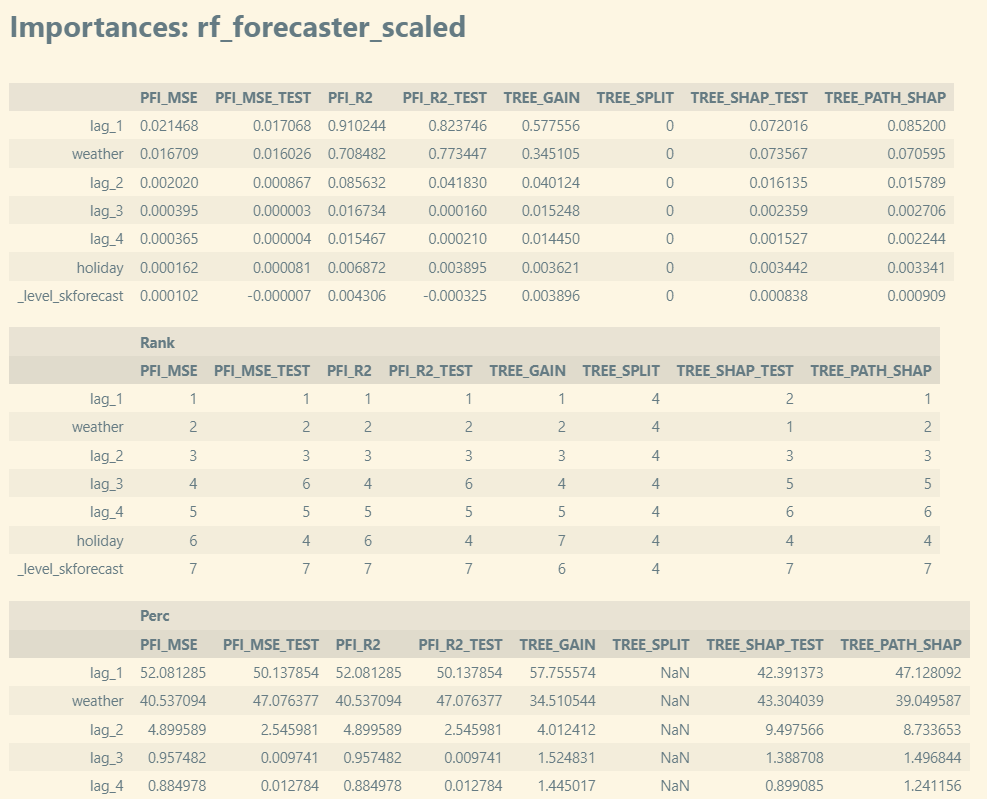 Importances: rf_forecaster_scaled
PFI_MSE PFI_MSE_TEST PFI_R2 PFI_R2_TEST TREE_GAIN TREE_SPLIT TREE_SHAP_TEST TREE_PATH_SHAP
lag_1 0.021468 0.017068 0.910244 0.823746 0.577556 0 0.072016 0.085200
weather 0.016709 0.016026 0.708482 0.773447 0.345105 0 0.073567 0.070595
lag_2 0.002020 0.000867 0.085632 0.041830 0.040124 0 0.016135 0.015789
lag_3 0.000395 0.000003 0.016734 0.000160 0.015248 0 0.002359 0.002706
lag_4 0.000365 0.000004 0.015467 0.000210 0.014450 0 0.001527 0.002244
holiday 0.000162 0.000081 0.006872 0.003895 0.003621 0 0.003442 0.003341
_level_skforecast 0.000102 -0.000007 0.004306 -0.000325 0.003896 0 0.000838 0.000909
Rank
PFI_MSE PFI_MSE_TEST PFI_R2 PFI_R2_TEST TREE_GAIN TREE_SPLIT TREE_SHAP_TEST TREE_PATH_SHAP
lag_1 1 1 1 1 1 4 2 1
weather 2 2 2 2 2 4 1 2
lag_2 3 3 3 3 3 4 3 3
lag_3 4 6 4 6 4 4 5 5
lag_4 5 5 5 5 5 4 6 6
holiday 6 4 6 4 7 4 4 4
_level_skforecast 7 7 7 7 6 4 7 7
Perc
PFI_MSE PFI_MSE_TEST PFI_R2 PFI_R2_TEST TREE_GAIN TREE_SPLIT TREE_SHAP_TEST TREE_PATH_SHAP
lag_1 52.081285 50.137854 52.081285 50.137854 57.755574 NaN 42.391373 47.128092
weather 40.537094 47.076377 40.537094 47.076377 34.510544 NaN 43.304039 39.049587
lag_2 4.899589 2.545981 4.899589 2.545981 4.012412 NaN 9.497566 8.733653
lag_3 0.957482 0.009741 0.957482 0.009741 1.524831 NaN 1.388708 1.496844
lag_4 0.884978 0.012784 0.884978 0.012784 1.445017 NaN 0.899085 1.241156